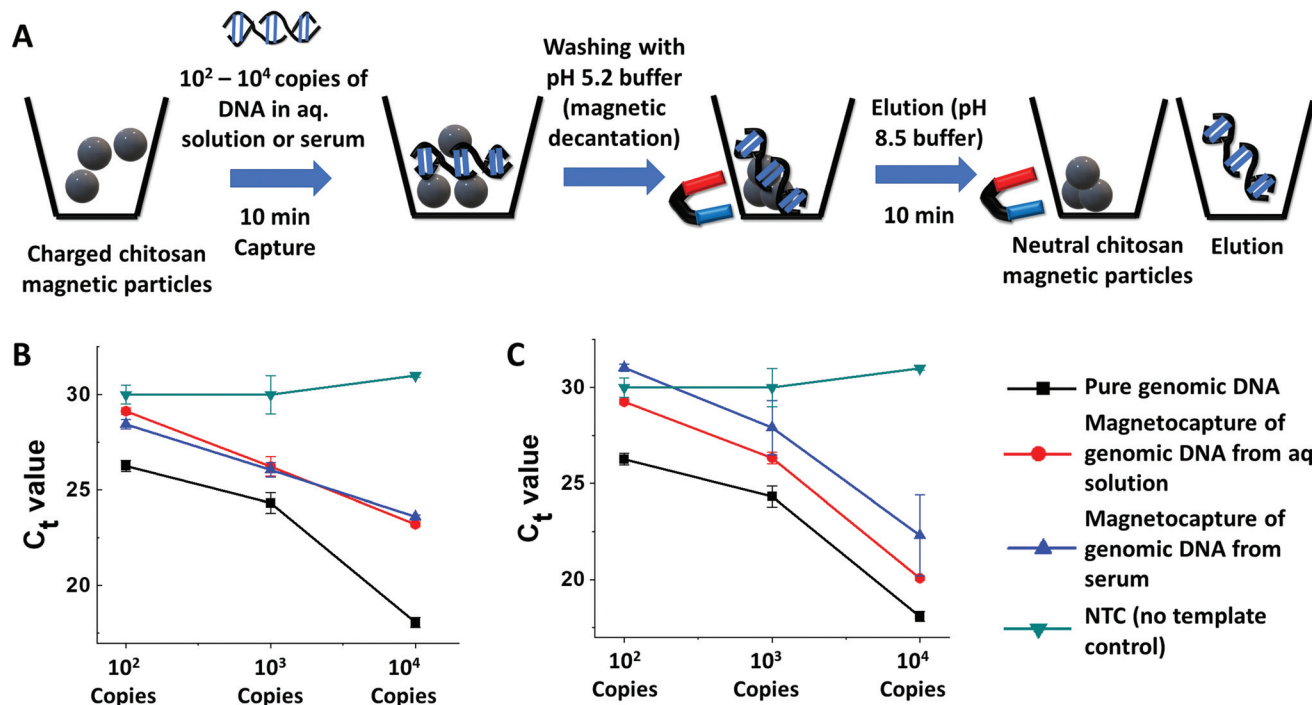 A
10² – 10⁴ copies of
DNA in aq.
solution or serum
10 min
Capture
Washing with
pH 5.2 buffer
(magnetic
decantation)
Elution (pH
8.5 buffer)
10 min
Charged chitosan
magnetic particles
Neutral chitosan
magnetic particles
Elution
B
Cₜ value
30
25
20
10² 10³ 10⁴
Copies Copies Copies
C
Cₜ value
30
25
20
10² 10³ 10⁴
Copies Copies Copies
Pure genomic DNA
Magnetocapture of
genomic DNA from aq
solution
Magnetocapture of
genomic DNA from
serum
NTC (no template
control)